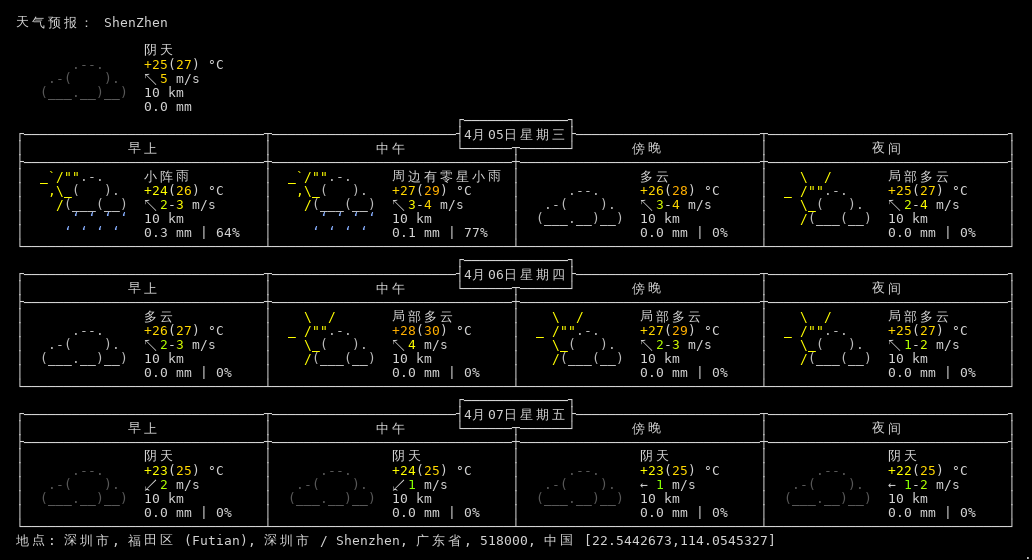 天气预报： ShenZhen
阴天
+25(27) °C
↖5 m/s
10 km
0.0 mm
4月05日星期三
早上 中午 傍晚 夜间
小阵雨 周边有零星小雨 多云 局部多云
+24(26) °C +27(29) °C +26(28) °C +25(27) °C
↖2-3 m/s ↖3-4 m/s ↖3-4 m/s ↖2-4 m/s
10 km 10 km 10 km 10 km
0.3 mm | 64% 0.1 mm | 77% 0.0 mm | 0% 0.0 mm | 0%
4月06日星期四
早上 中午 傍晚 夜间
多云 局部多云 局部多云 局部多云
+26(27) °C +28(30) °C +27(29) °C +25(27) °C
↖2-3 m/s ↖4 m/s ↖2-3 m/s ↖1-2 m/s
10 km 10 km 10 km 10 km
0.0 mm | 0% 0.0 mm | 0% 0.0 mm | 0% 0.0 mm | 0%
4月07日星期五
早上 中午 傍晚 夜间
阴天 阴天 阴天 阴天
+23(25) °C +24(25) °C +23(25) °C +22(25) °C
↙2 m/s ↙1 m/s ← 1 m/s ← 1-2 m/s
10 km 10 km 10 km 10 km
0.0 mm | 0% 0.0 mm | 0% 0.0 mm | 0% 0.0 mm | 0%
地点: 深圳市, 福田区 (Futian), 深圳市 / Shenzhen, 广东省, 518000, 中国 [22.5442673,114.0545327]